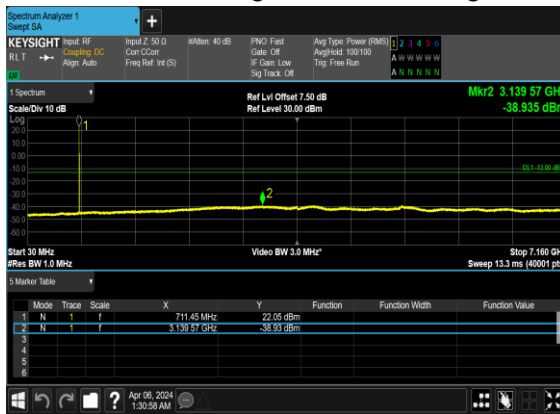 Spectrum Analyzer 1
Swept SA
KEYSIGHT Input: RF Input Z: 50 Ω #Atten: 40 dB PNO: Fast Avg Type: Power (RMS) 1 2 3 4 5 6
RLT Coupling: DC Corr CCorr Gate: Off Avg|Hold: 100/100 A W W W W W
Align: Auto Freq Ref: Int (S) IF Gain: Low Trig: Free Run
Sig Track: Off A N N N N N
1 Spectrum
Ref Lvl Offset 7.50 dB Mkr2 3.139 57 GH
Scale/Div 10 dB Ref Level 30.00 dBm -38.935 dB
Log
20.0 1
10.0
0.00
-10.0
DL1 -13.00 dB
-20.0
-30.0 2
-40.0
-50.0
-60.0
Start 30 MHz Video BW 3.0 MHz* Stop 7.160 G
#Res BW 1.0 MHz Sweep 13.3 ms (40001 pt
5 Marker Table
Mode Trace Scale X Y Function Function Width Function Value
1 N 1 f 711.45 MHz 22.05 dBm
2 N 1 f 3.139 57 GHz -38.93 dBm
3
4
5
6
? Apr 06, 2024
1:30:58 AM